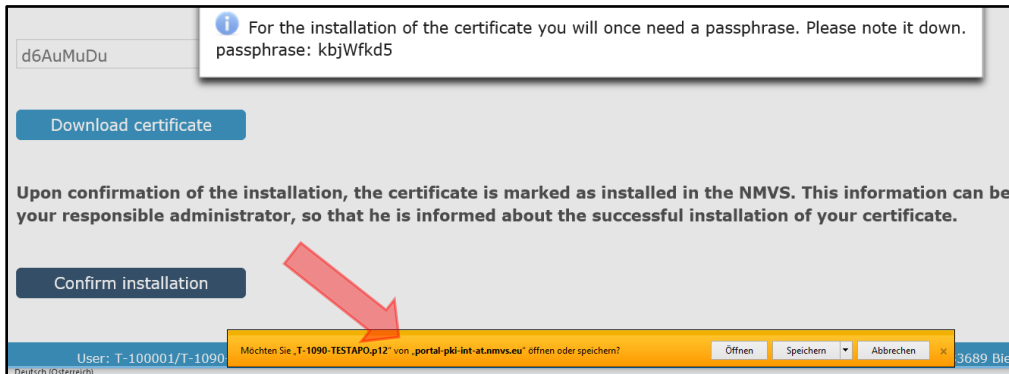 For the installation of the certificate you will once need a passphrase. Please note it down.
passphrase: kbjWfkd5
d6AuMuDu
Download certificate
Upon confirmation of the installation, the certificate is marked as installed in the NMVS. This information can be
your responsible administrator, so that he is informed about the successful installation of your certificate.
Confirm installation
Möchten Sie „T-1090-TESTAPO.p12“ von „portal-pki-int-at.nmvs.eu“ öffnen oder speichern?
Öffnen Speichern Abbrechen
User: T-100001/T-1090- 3689 Bie
Deutsch (Österreich)